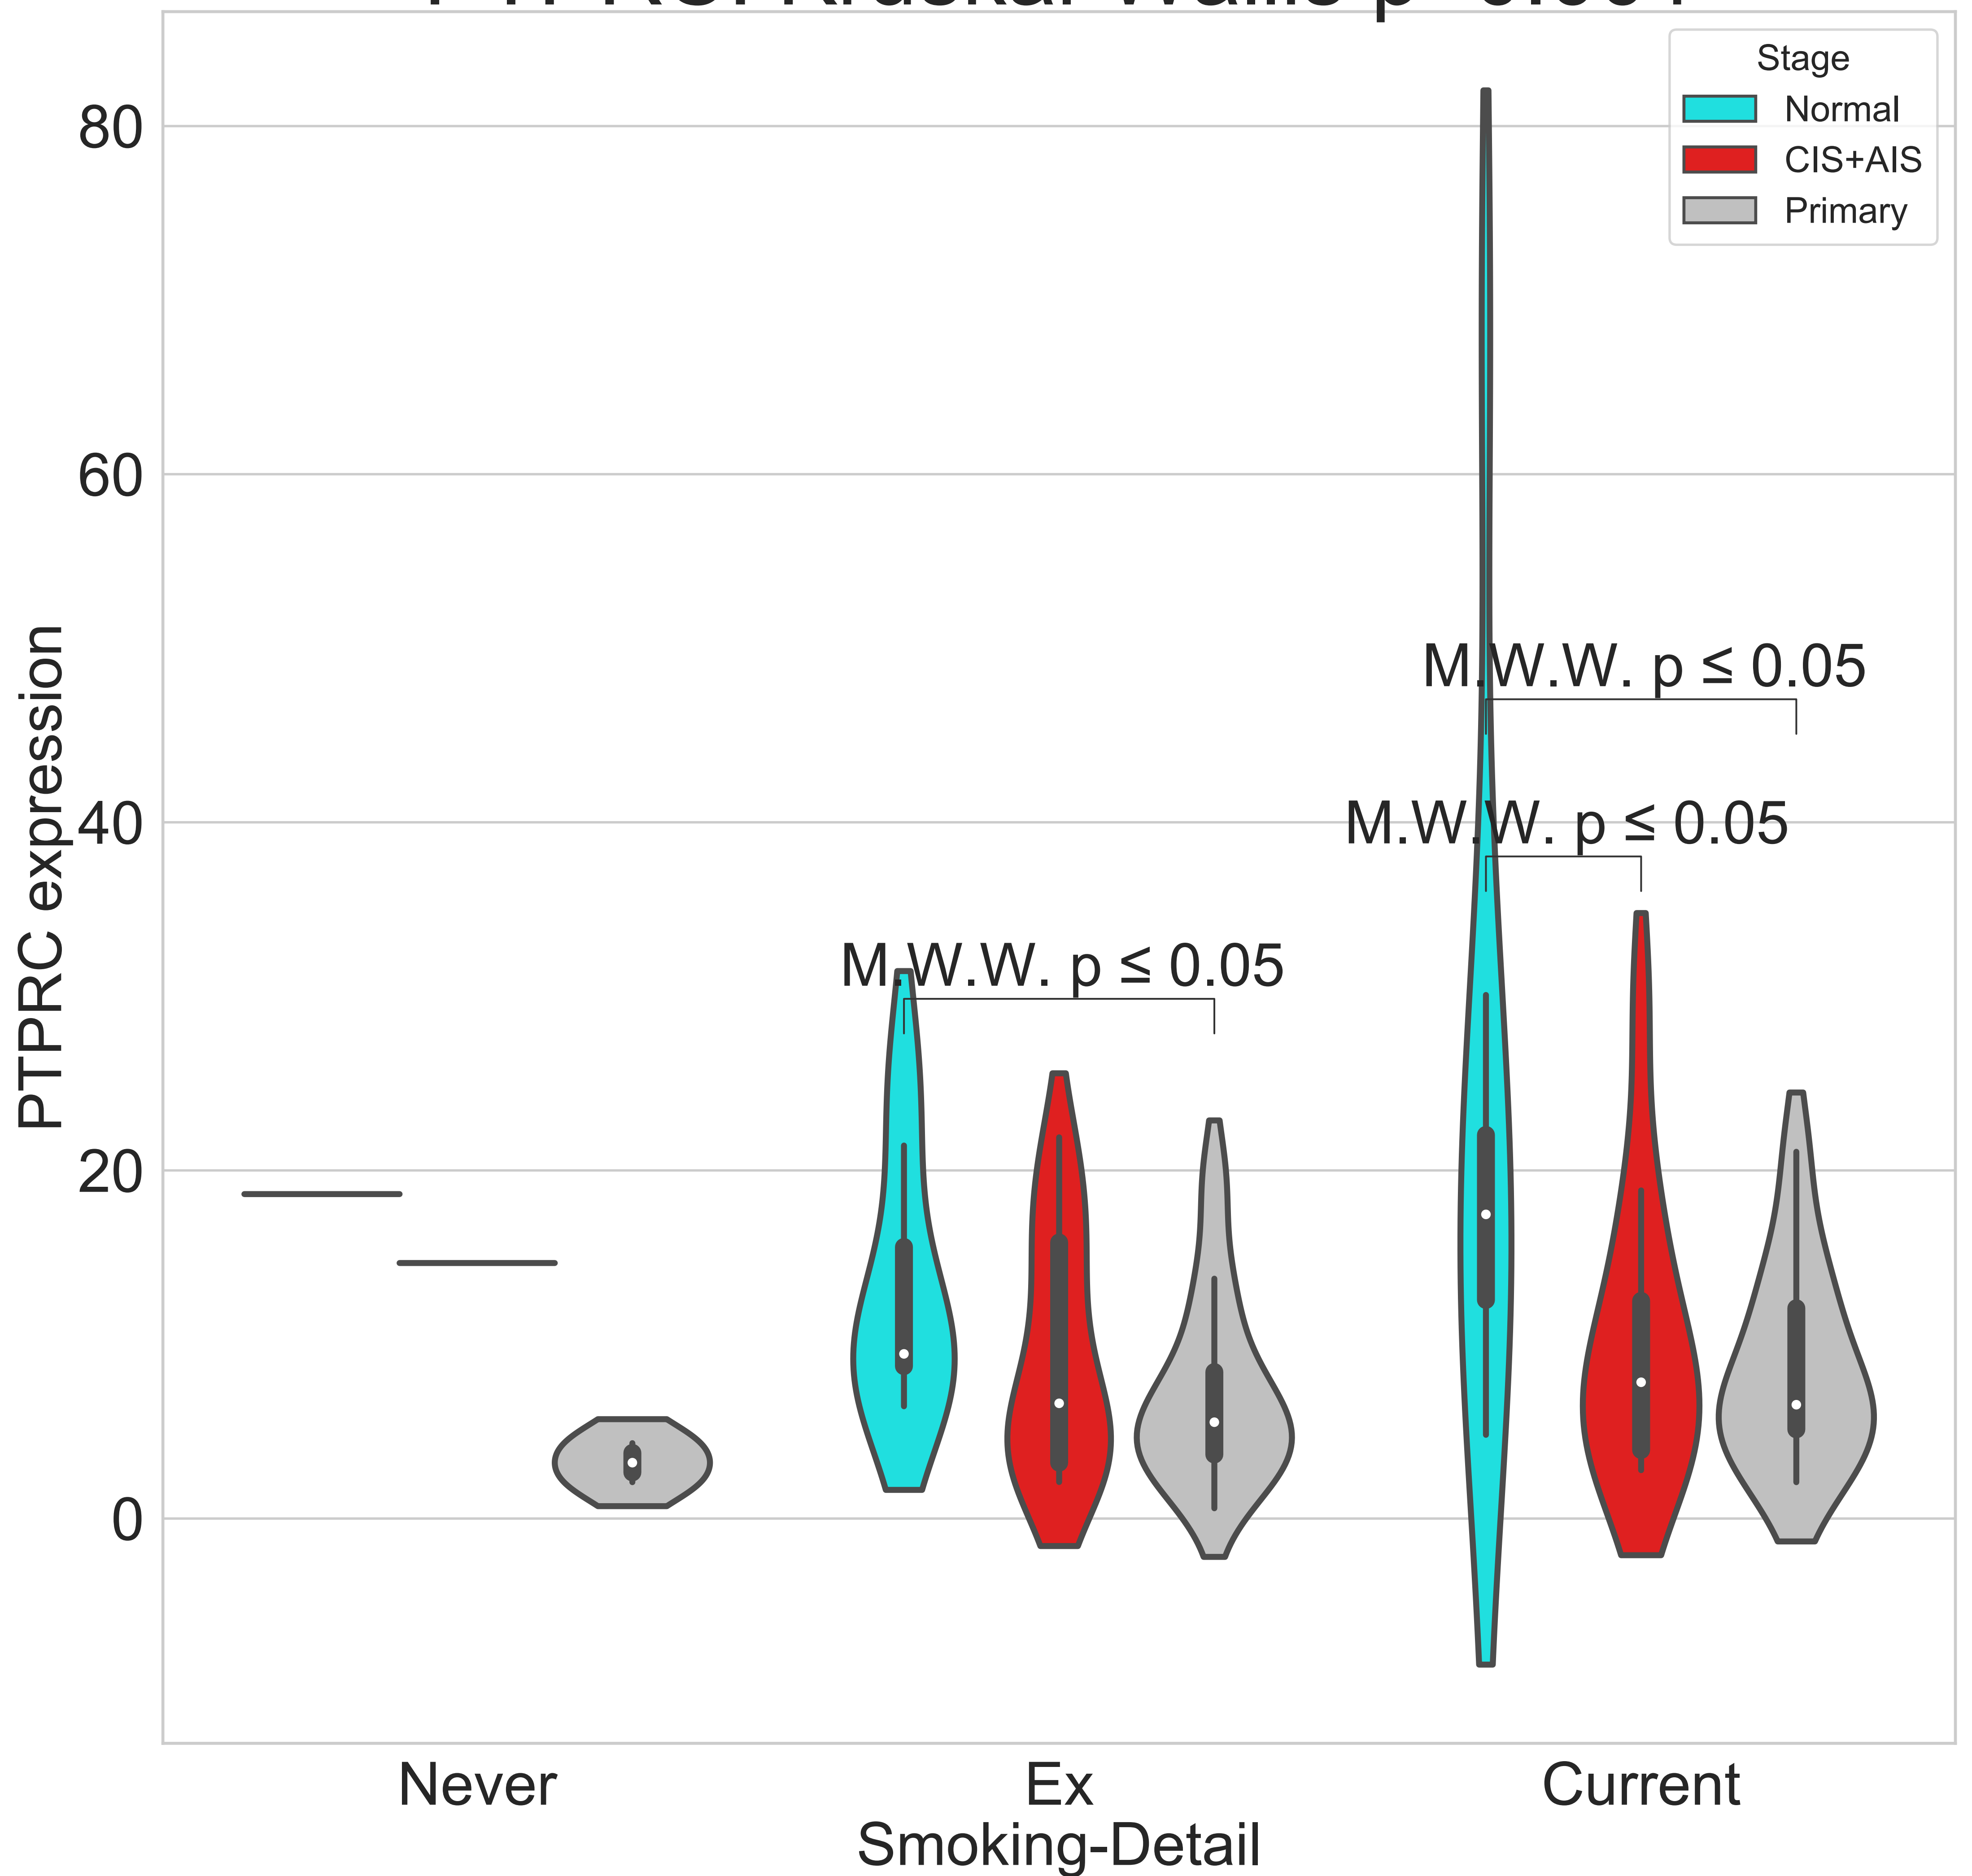 80
60
40
20
0
PTPRC expression
Stage
Normal
CIS+AIS
Primary
M.W.W. p ≤ 0.05
M.W.W. p ≤ 0.05
M.W.W. p ≤ 0.05
Never
Ex
Current
Smoking-Detail